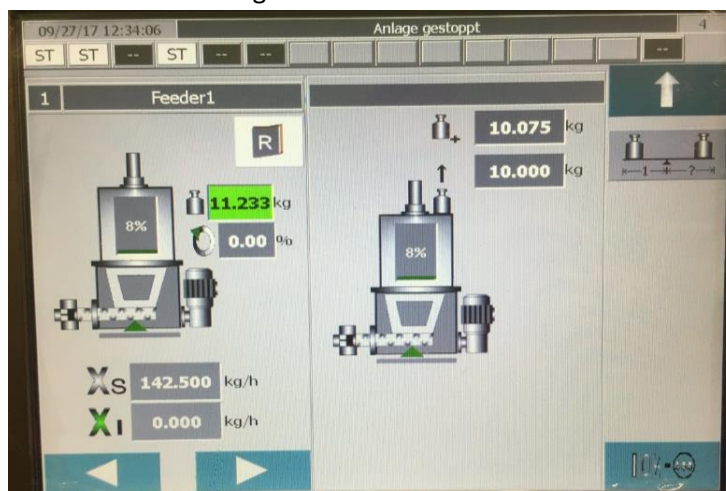 09/27/17 12:34:06 Anlage gestoppt 4
ST ST -- ST -- -- --
1 Feeder1
R
10.075 kg
10.000 kg
11.233 kg
0.00 %
8%
8%
1 ?
XS 142.500 kg/h
XI 0.000 kg/h